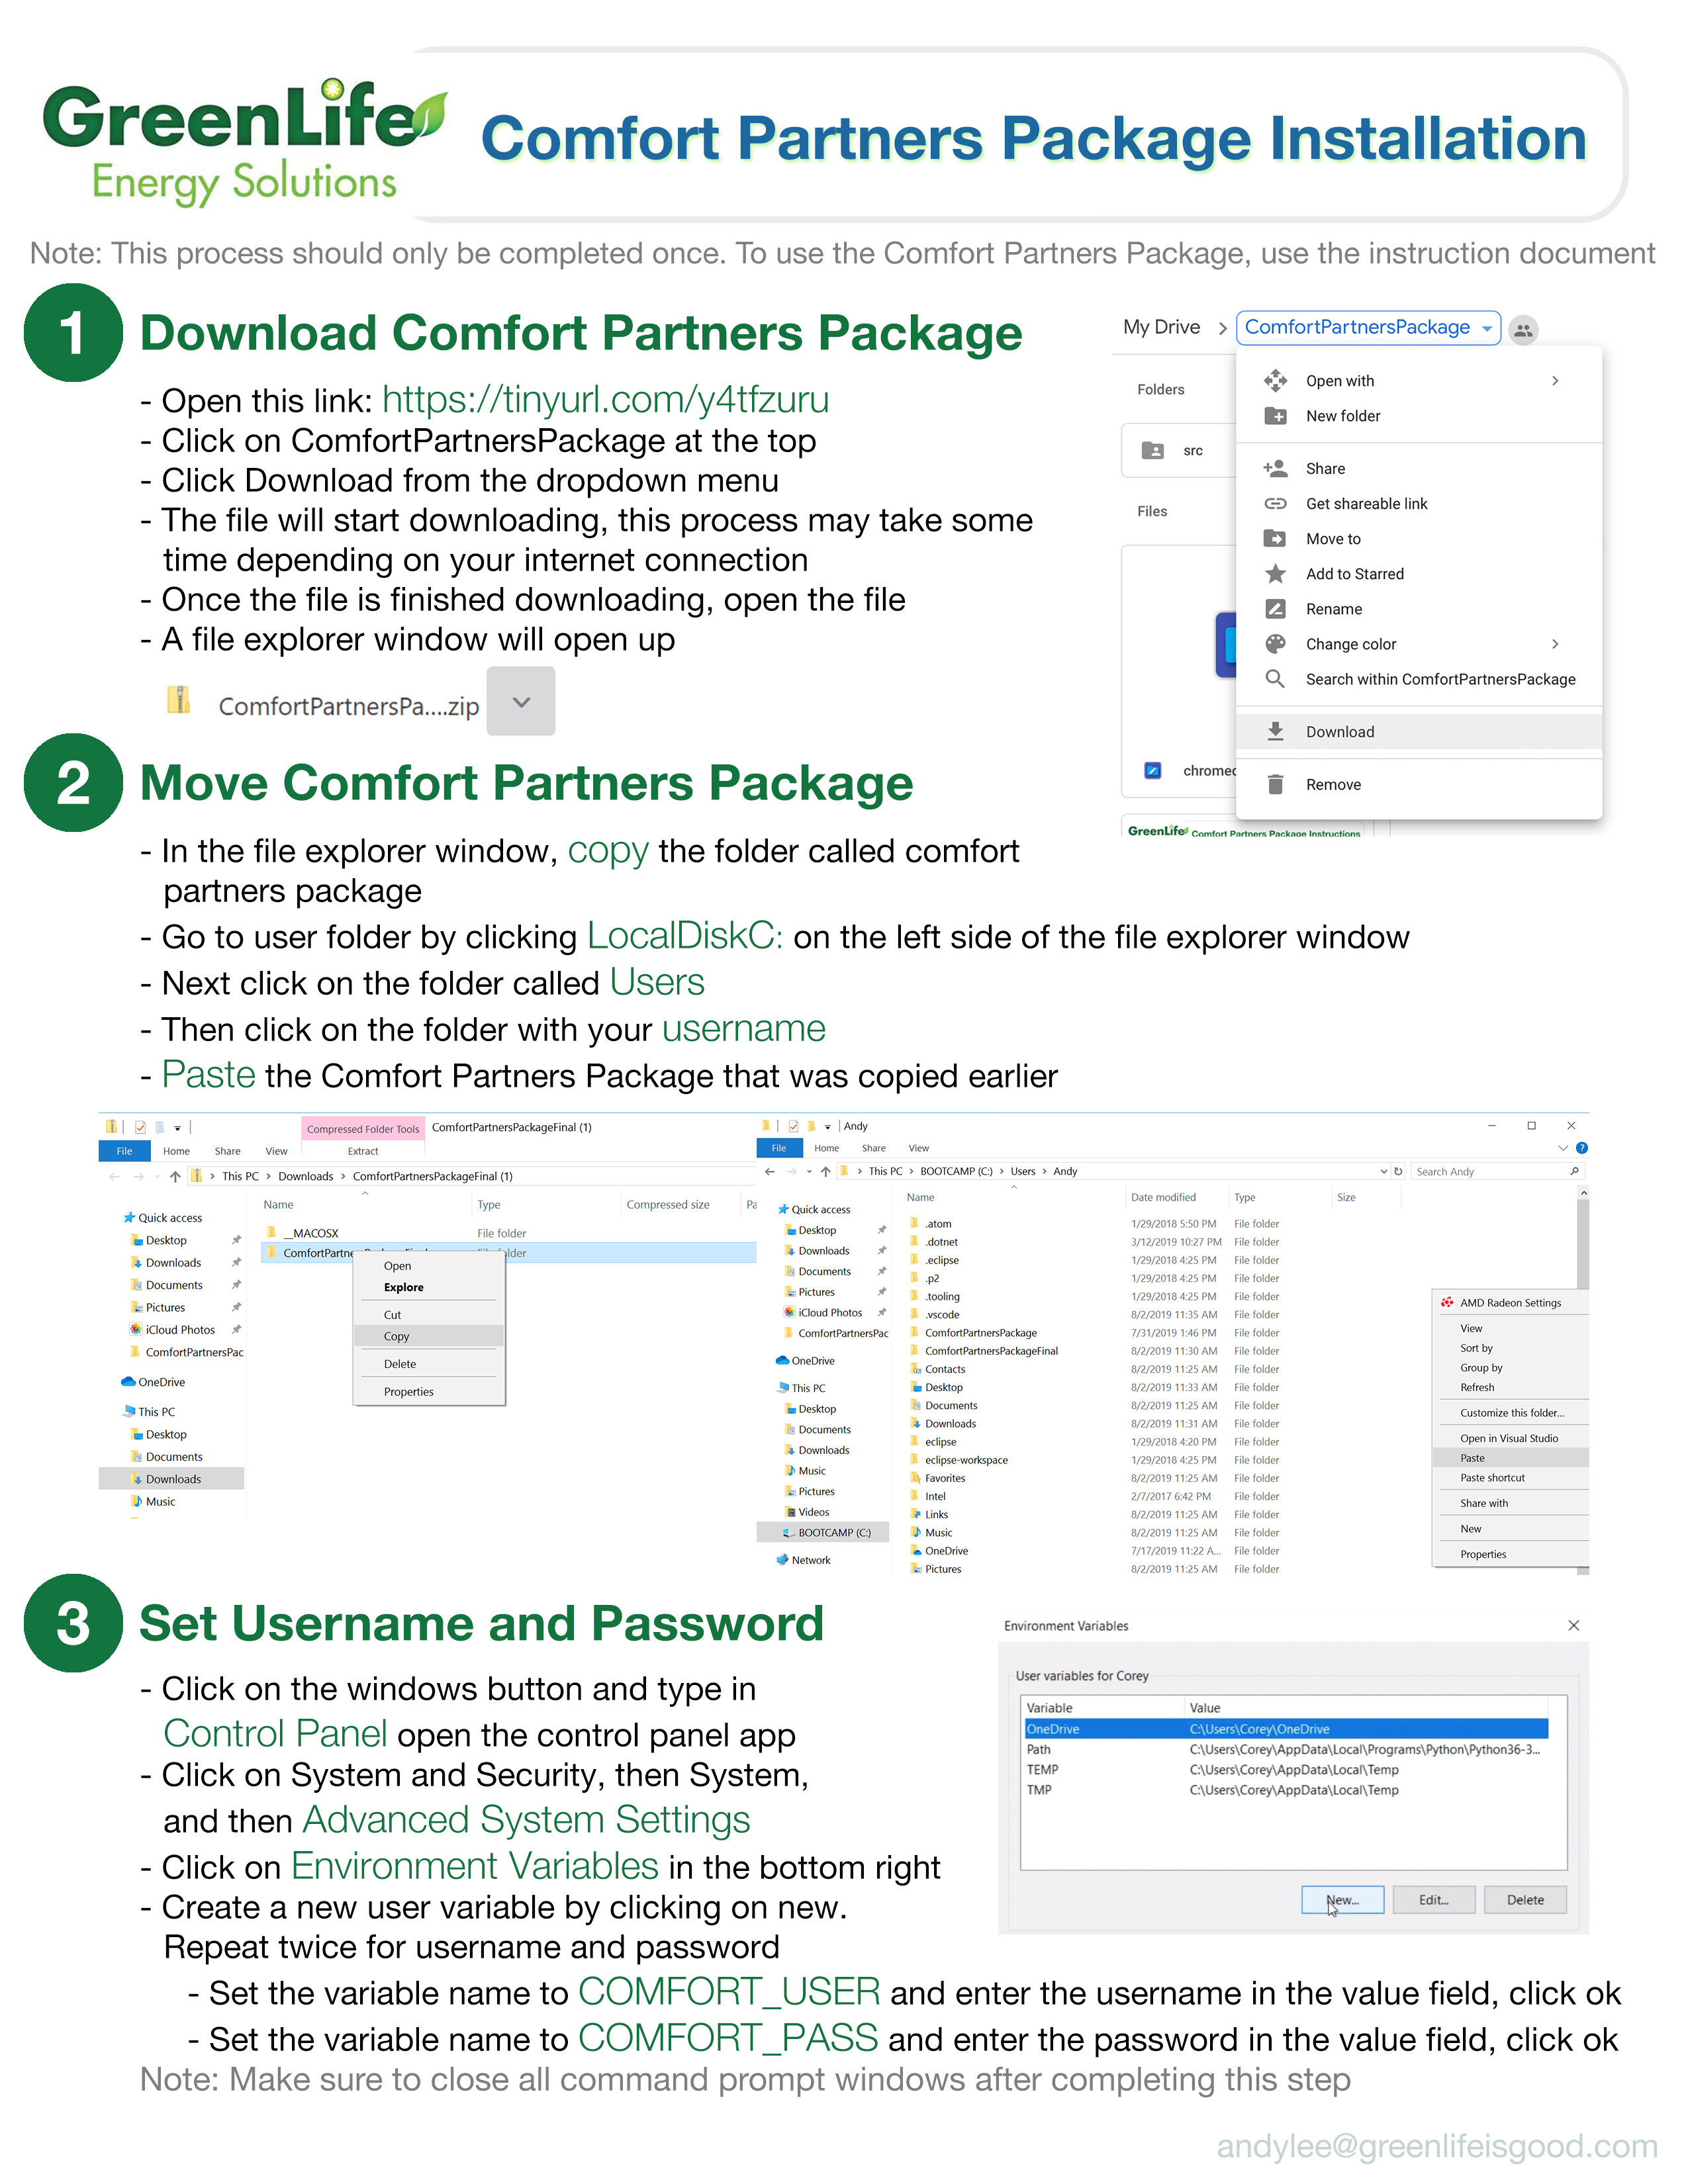 GreenLife
Energy Solutions
Comfort Partners Package Installation
Note: This process should only be completed once. To use the Comfort Partners Package, use the instruction document
1
Download Comfort Partners Package
- Open this link: https://tinyurl.com/y4tfzuru
- Click on ComfortPartnersPackage at the top
- Click Download from the dropdown menu
- The file will start downloading, this process may take some
time depending on your internet connection
- Once the file is finished downloading, open the file
- A file explorer window will open up
ComfortPartnersPa....zip
My Drive > ComfortPartnersPackage
Folders
src
Files
chromec
GreenLife Comfort Partners Package Instructions
Open with
New folder
Share
Get shareable link
Move to
Add to Starred
Rename
Change color
Search within ComfortPartnersPackage
Download
Remove
2
Move Comfort Partners Package
- In the file explorer window, copy the folder called comfort
partners package
- Go to user folder by clicking LocalDiskC: on the left side of the file explorer window
- Next click on the folder called Users
- Then click on the folder with your username
- Paste the Comfort Partners Package that was copied earlier
Compressed Folder Tools ComfortPartnersPackageFinal (1)
File Home Share View Extract
This PC > Downloads > ComfortPartnersPackageFinal (1)
Name Type Compressed size Pa
__MACOSX File folder
ComfortPartne
Quick access
Desktop
Downloads
Documents
Pictures
iCloud Photos
ComfortPartnersPac
OneDrive
This PC
Desktop
Documents
Downloads
Music
Open
Explore
Cut
Copy
Delete
Properties
Andy
File Home Share View
This PC > BOOTCAMP (C:) > Users > Andy
Search Andy
Name Date modified Type Size
Quick access
Desktop
Downloads
Documents
Pictures
iCloud Photos
ComfortPartnersPac
OneDrive
This PC
Desktop
Documents
Downloads
Music
Pictures
Videos
BOOTCAMP (C:)
Network
.atom 1/29/2018 5:50 PM File folder
.dotnet 3/12/2019 10:27 PM File folder
.eclipse 1/29/2018 4:25 PM File folder
.p2 1/29/2018 4:25 PM File folder
.tooling 1/29/2018 4:25 PM File folder
.vscode 8/2/2019 11:35 AM File folder
ComfortPartnersPackage 7/31/2019 1:46 PM File folder
ComfortPartnersPackageFinal 8/2/2019 11:30 AM File folder
Contacts 8/2/2019 11:25 AM File folder
Desktop 8/2/2019 11:33 AM File folder
Documents 8/2/2019 11:25 AM File folder
Downloads 8/2/2019 11:31 AM File folder
eclipse 1/29/2018 4:20 PM File folder
eclipse-workspace 1/29/2018 4:25 PM File folder
Favorites 8/2/2019 11:25 AM File folder
Intel 2/7/2017 6:42 PM File folder
Links 8/2/2019 11:25 AM File folder
Music 8/2/2019 11:25 AM File folder
OneDrive 7/17/2019 11:22 A... File folder
Pictures 8/2/2019 11:25 AM File folder
AMD Radeon Settings
View
Sort by
Group by
Refresh
Customize this folder...
Open in Visual Studio
Paste
Paste shortcut
Share with
New
Properties
3
Set Username and Password
- Click on the windows button and type in
Control Panel open the control panel app
- Click on System and Security, then System,
and then Advanced System Settings
- Click on Environment Variables in the bottom right
- Create a new user variable by clicking on new.
Repeat twice for username and password
- Set the variable name to COMFORT_USER and enter the username in the value field, click ok
- Set the variable name to COMFORT_PASS and enter the password in the value field, click ok
Note: Make sure to close all command prompt windows after completing this step
Environment Variables
User variables for Corey
Variable Value
OneDrive C:\Users\Corey\OneDrive
Path C:\Users\Corey\AppData\Local\Programs\Python\Python36-3...
TEMP C:\Users\Corey\AppData\Local\Temp
TMP C:\Users\Corey\AppData\Local\Temp
New... Edit... Delete
andylee@greenlifeisgood.com